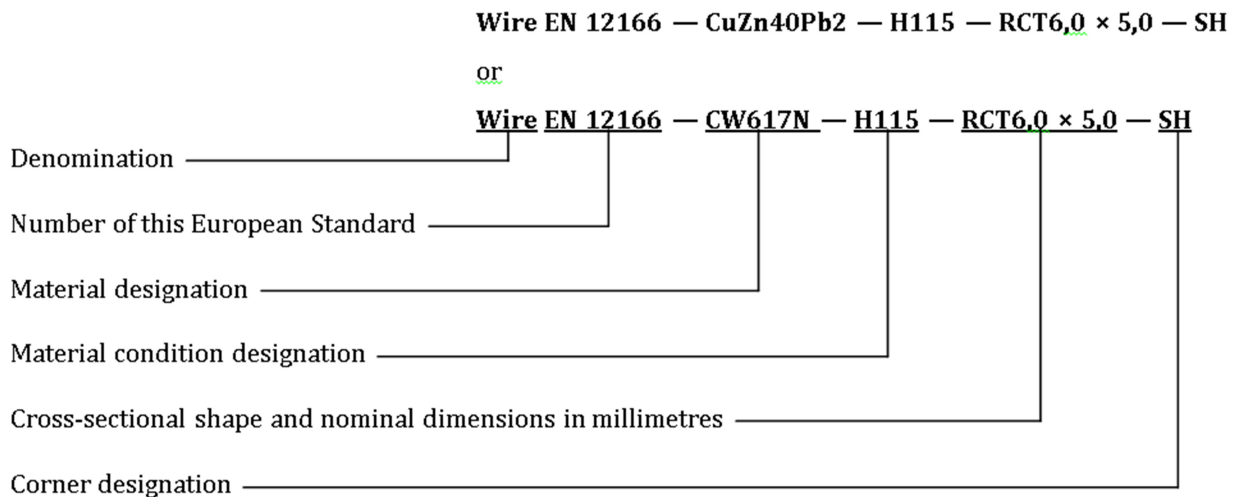 Wire EN 12166 — CuZn40Pb2 — H115 — RCT6,0 × 5,0 — SH
or
Wire EN 12166 — CW617N — H115 — RCT6,0 × 5,0 — SH
Denomination
Number of this European Standard
Material designation
Material condition designation
Cross-sectional shape and nominal dimensions in millimetres
Corner designation